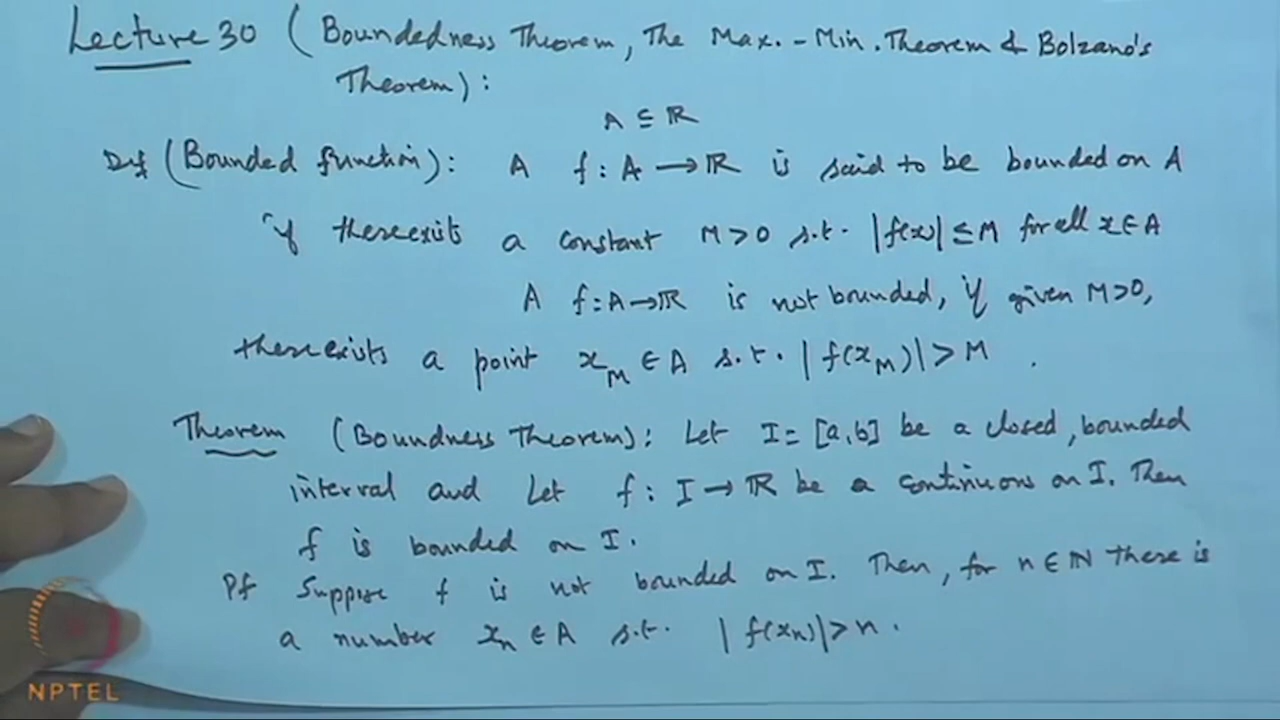 Lecture 30 (Boundedness Theorem, The Max.-Min. Theorem & Bolzano's
Theorem):
A ⊆ ℝ
Def (Bounded function): A f: A → ℝ is said to be bounded on A
if there exits a constant M>0 s.t. |f(x)| ≤ M for all x ∈ A
A f: A → ℝ is not bounded, if given M>0,
there exists a point x_M ∈ A s.t. |f(x_M)| > M .
Theorem (Boundness Theorem): Let I = [a,b] be a closed, bounded
interval and Let f: I → ℝ be a continuous on I. Then
f is bounded on I.
Pf Suppose f is not bounded on I. Then, for n ∈ ℕ there is
a number x_n ∈ A s.t. |f(x_n)| > n.
NPTEL